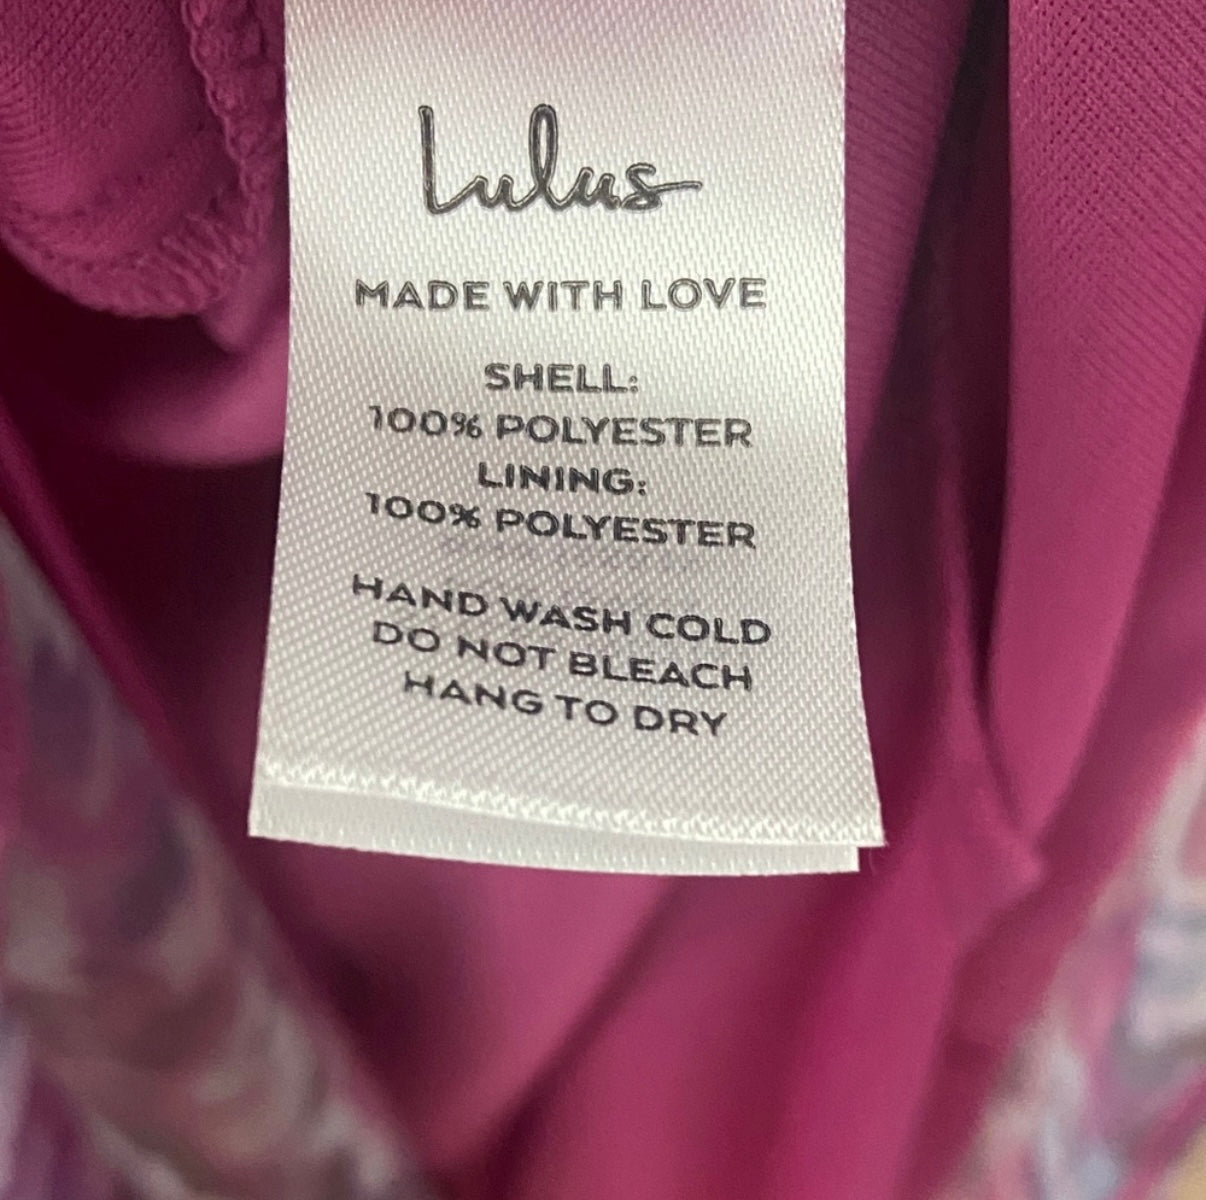 Lulus
MADE WITH LOVE
SHELL:
100% POLYESTER
LINING:
100% POLYESTER
HAND WASH COLD
DO NOT BLEACH
HANG TO DRY